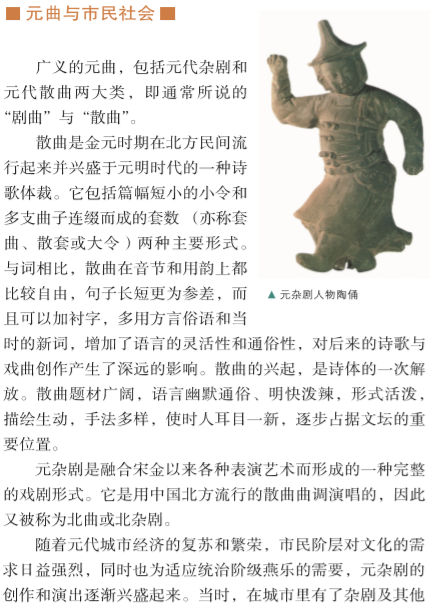 ■ 元曲与市民社会 ■
广义的元曲，包括元代杂剧和
元代散曲两大类，即通常所说的
“剧曲”与“散曲”。
散曲是金元时期在北方民间流
行起来并兴盛于元明时代的一种诗
歌体裁。它包括篇幅短小的小令和
多支曲子连缀而成的套数（亦称套
曲、散套或大令）两种主要形式。
与词相比，散曲在音节和用韵上都
比较自由，句子长短更为参差，而
且可以加衬字，多用方言俗语和当
▲ 元杂剧人物陶俑
时的新词，增加了语言的灵活性和通俗性，对后来的诗歌与
戏曲创作产生了深远的影响。散曲的兴起，是诗体的一次解
放。散曲题材广阔，语言幽默通俗、明快泼辣，形式活泼，
描绘生动，手法多样，使时人耳目一新，逐步占据文坛的重
要位置。
元杂剧是融合宋金以来各种表演艺术而形成的一种完整
的戏剧形式。它是用中国北方流行的散曲曲调演唱的，因此
又被称为北曲或北杂剧。
随着元代城市经济的复苏和繁荣，市民阶层对文化的需
求日益强烈，同时也为适应统治阶级燕乐的需要，元杂剧的
创作和演出逐渐兴盛起来。当时，在城市里有了杂剧及其他